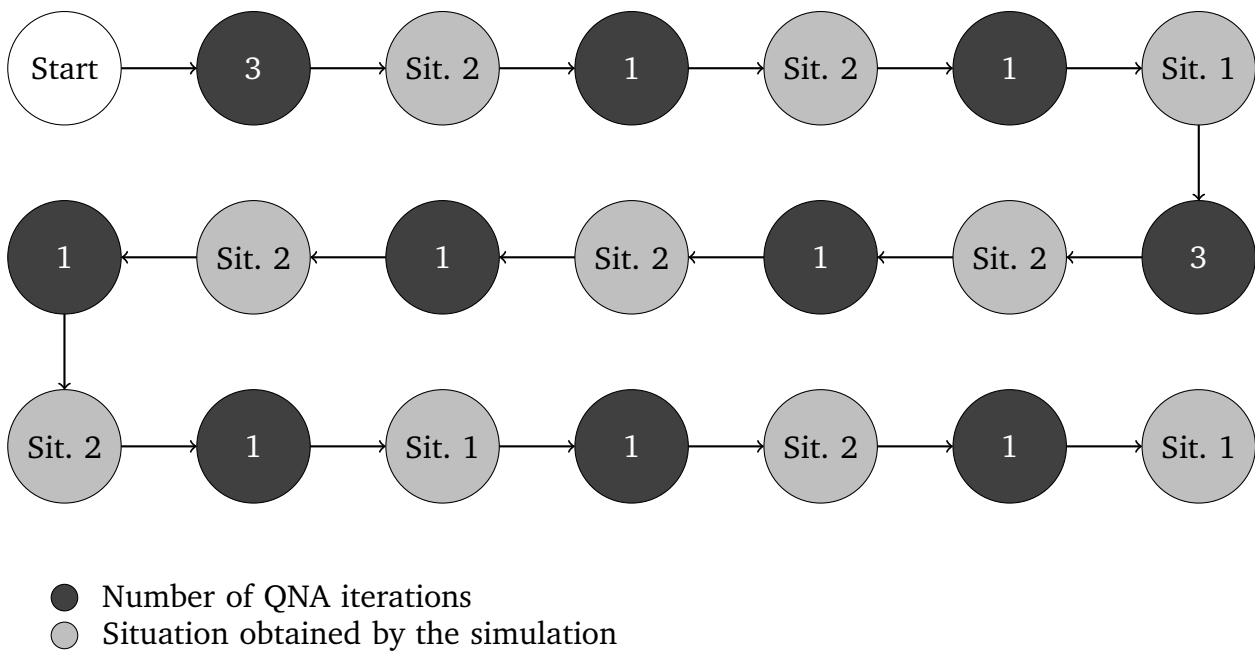 Start 3 Sit. 2 1 Sit. 2 1 Sit. 1
1 Sit. 2 1 Sit. 2 1 Sit. 2 3
Sit. 2 1 Sit. 1 1 Sit. 2 1 Sit. 1
Number of QNA iterations
Situation obtained by the simulation